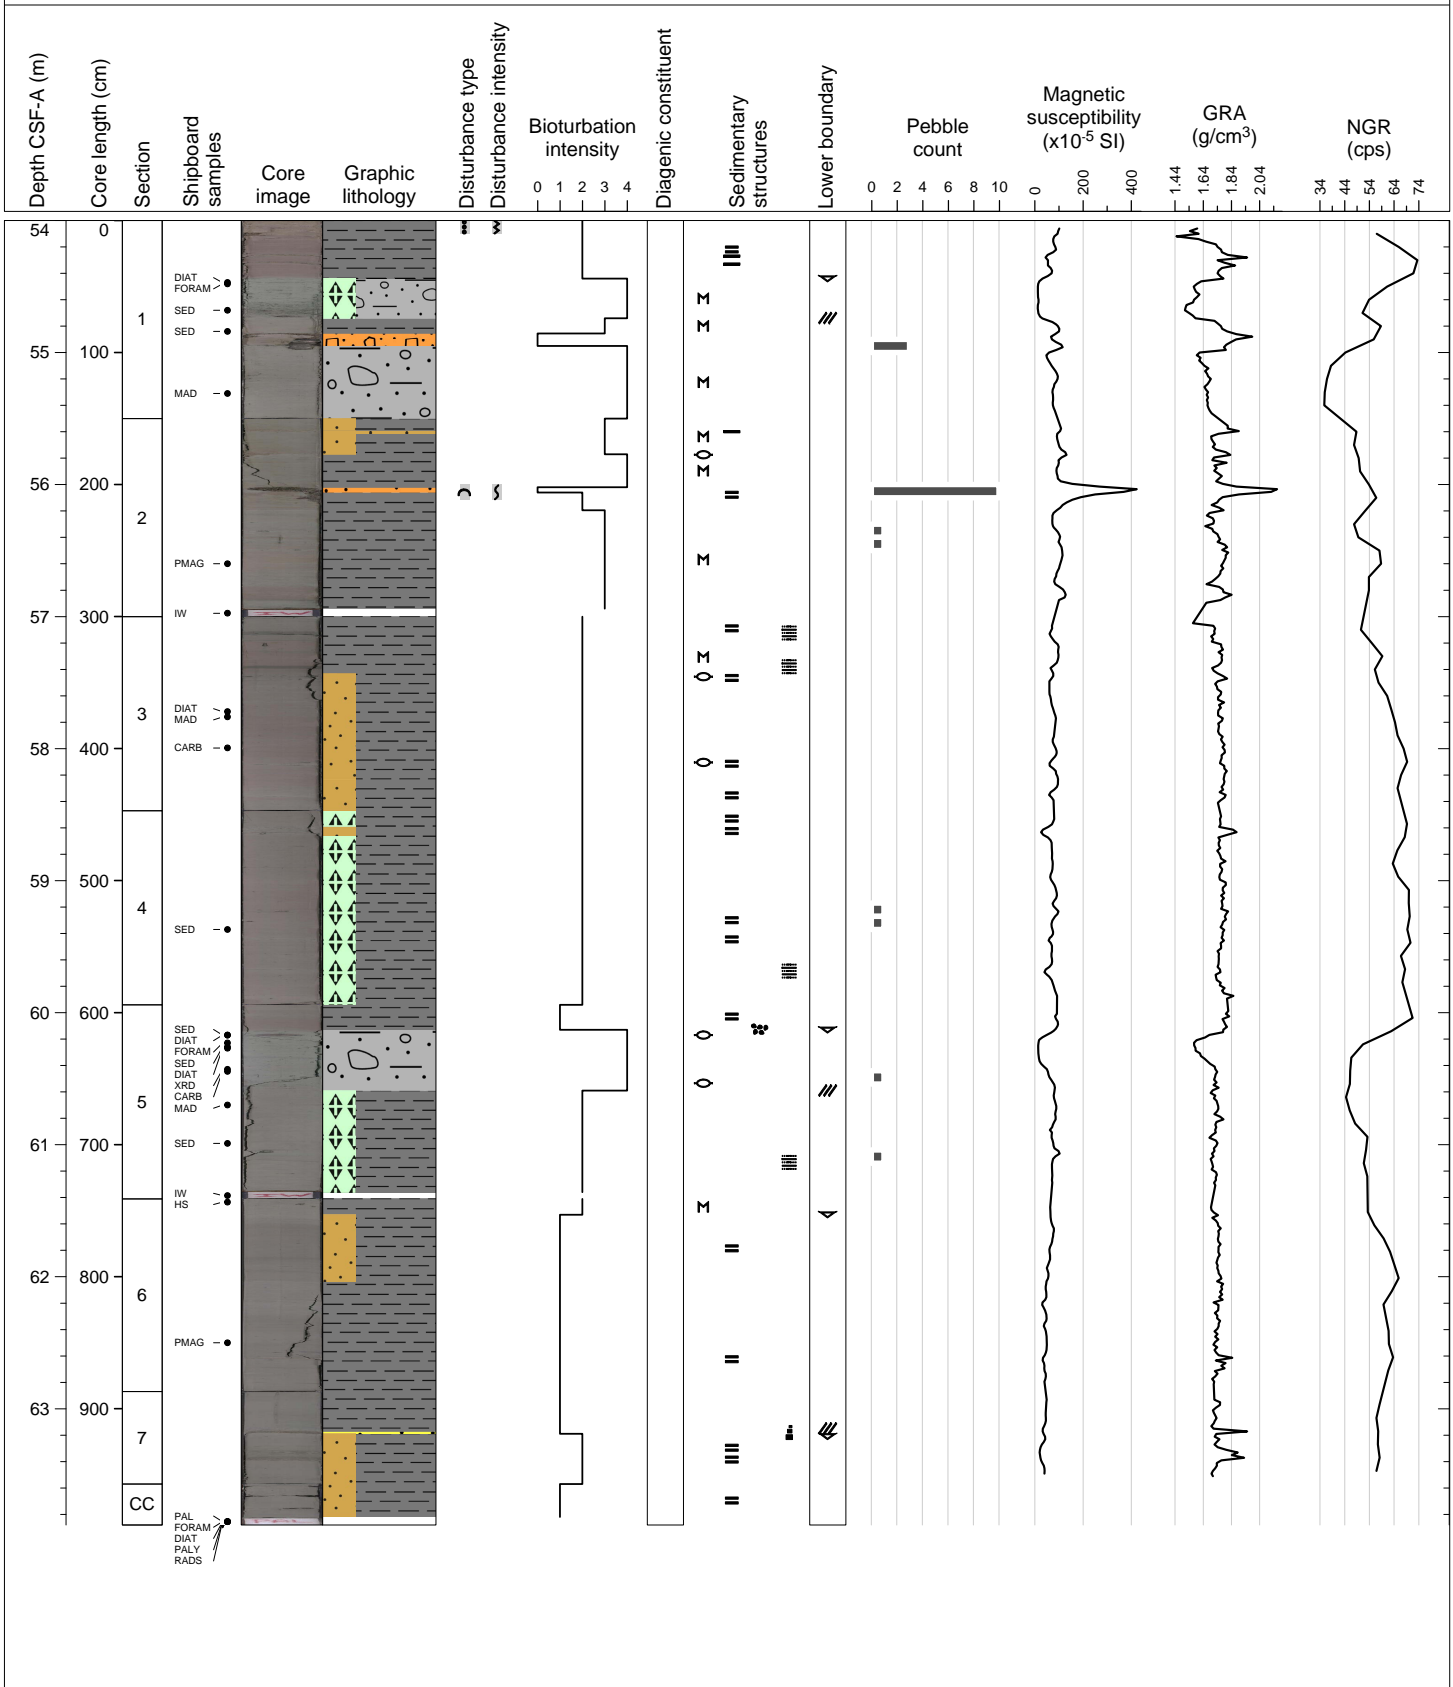 Depth CSF-A (m)
Core length (cm)
Section
Shipboard
samples
Core
image
Graphic
lithology
Disturbance type
Disturbance intensity
Bioturbation
intensity
0 1 2 3 4
Diagenic constituent
Sedimentary
structures
Lower boundary
Pebble
count
0 2 4 6 8 10
Magnetic
susceptibility
(x10-5 SI)
0 200 400
GRA
(g/cm3)
1.44 1.64 1.84 2.04
NGR
(cps)
34 44 54 64 74
54 0
DIAT
FORAM
SED
1
SED
55 100
MAD
56 200
2
PMAG
IW
57 300
DIAT
3
MAD
58 400
CARB
59 500
4
SED
60 600
SED
DIAT
FORAM
SED
DIAT
XRD
CARB
5
MAD
61 700
SED
IW
HS
62 800
6
PMAG
63 900
7
CC
PAL
FORAM
DIAT
PALY
RADS